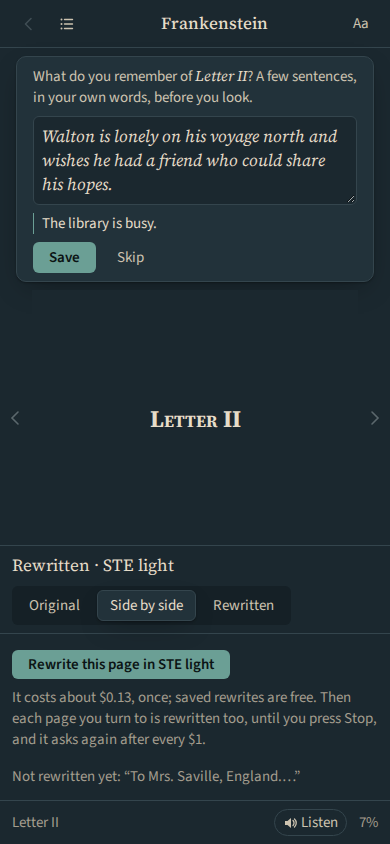 Frankenstein
Aa
What do you remember of Letter II? A few sentences,
in your own words, before you look.
Walton is lonely on his voyage north and
wishes he had a friend who could share
his hopes.
The library is busy.
Save
Skip
Letter II
Rewritten · STE light
Original
Side by side
Rewritten
Rewrite this page in STE light
It costs about $0.13, once; saved rewrites are free. Then
each page you turn to is rewritten too, until you press Stop,
and it asks again after every $1.
Not rewritten yet: “To Mrs. Saville, England.…”
Letter II
Listen
7%